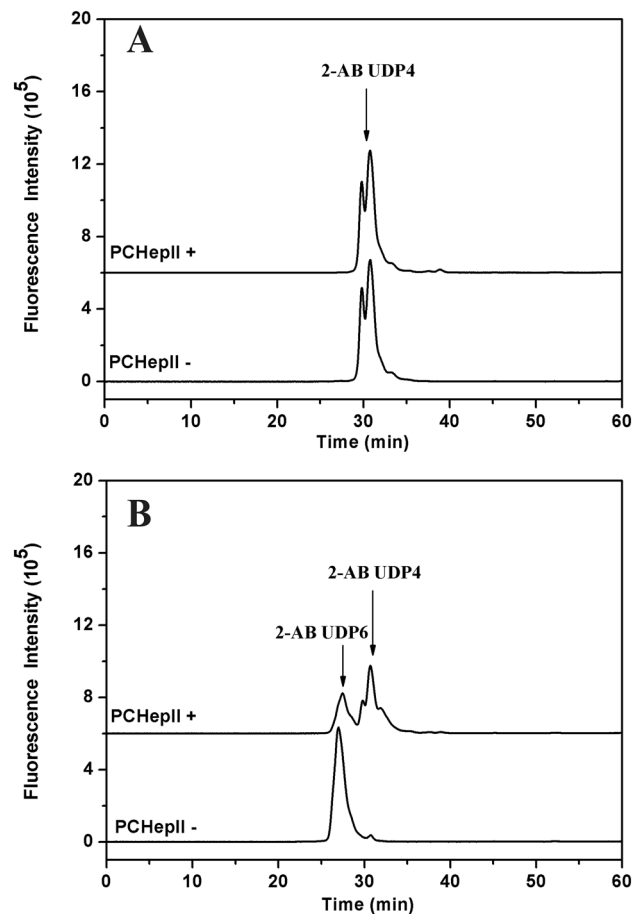 A
20
16
12
8
4
0
Fluorescence Intensity (10^5)
2-AB UDP4
PCHepII +
PCHepII -
0 10 20 30 40 50 60
Time (min)
B
20
16
12
8
4
0
Fluorescence Intensity (10^5)
2-AB UDP4
2-AB UDP6
PCHepII +
PCHepII -
0 10 20 30 40 50 60
Time (min)